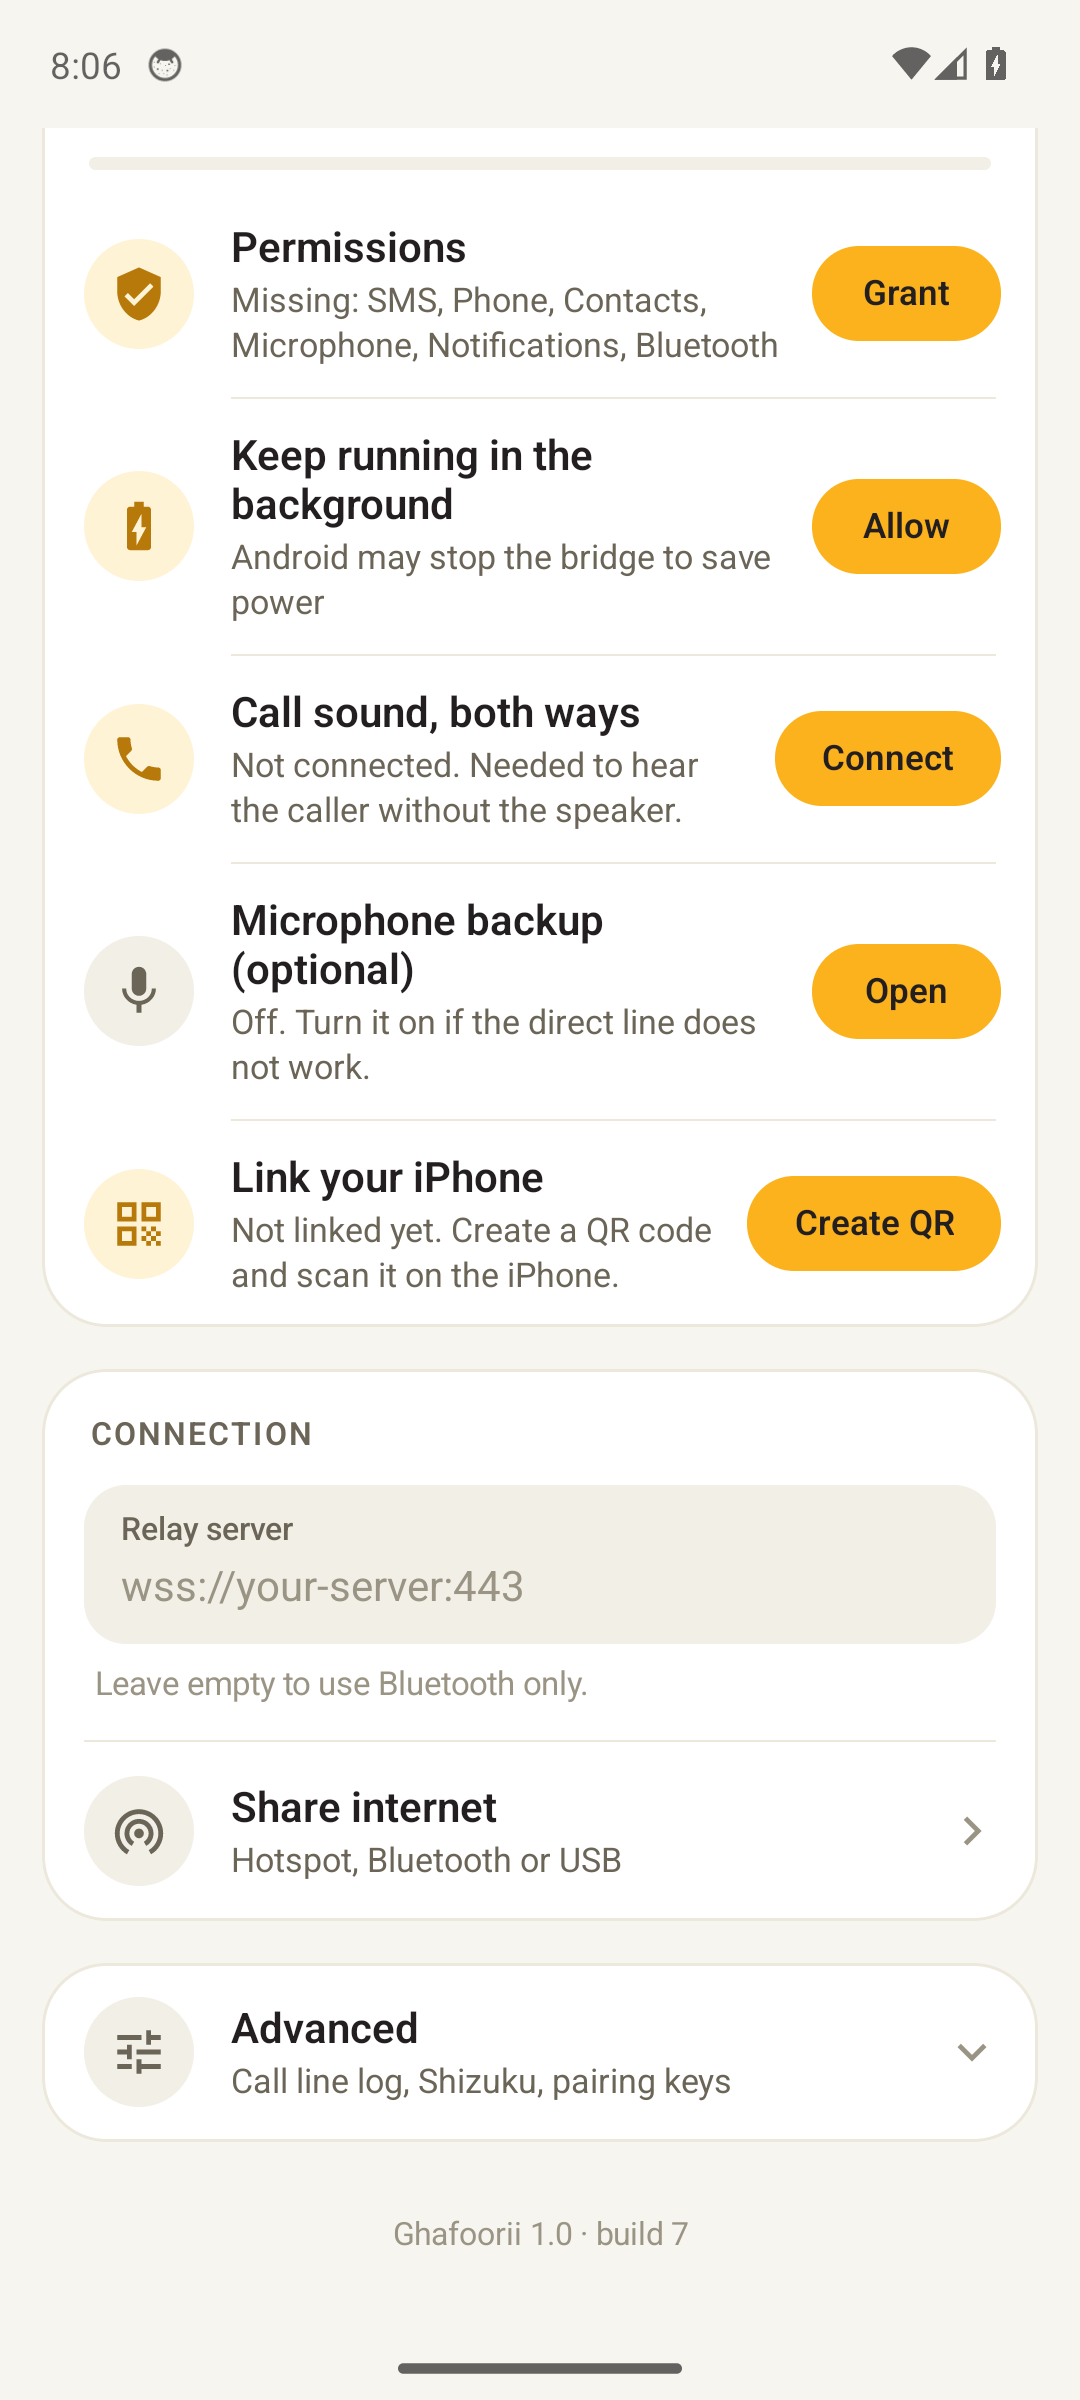 8:06
Permissions
Missing: SMS, Phone, Contacts,
Microphone, Notifications, Bluetooth
Grant
Keep running in the
background
Android may stop the bridge to save
power
Allow
Call sound, both ways
Not connected. Needed to hear
the caller without the speaker.
Connect
Microphone backup
(optional)
Off. Turn it on if the direct line does
not work.
Open
Link your iPhone
Not linked yet. Create a QR code
and scan it on the iPhone.
Create QR
CONNECTION
Relay server
wss://your-server:443
Leave empty to use Bluetooth only.
Share internet
Hotspot, Bluetooth or USB
Advanced
Call line log, Shizuku, pairing keys
Ghafoorii 1.0 · build 7